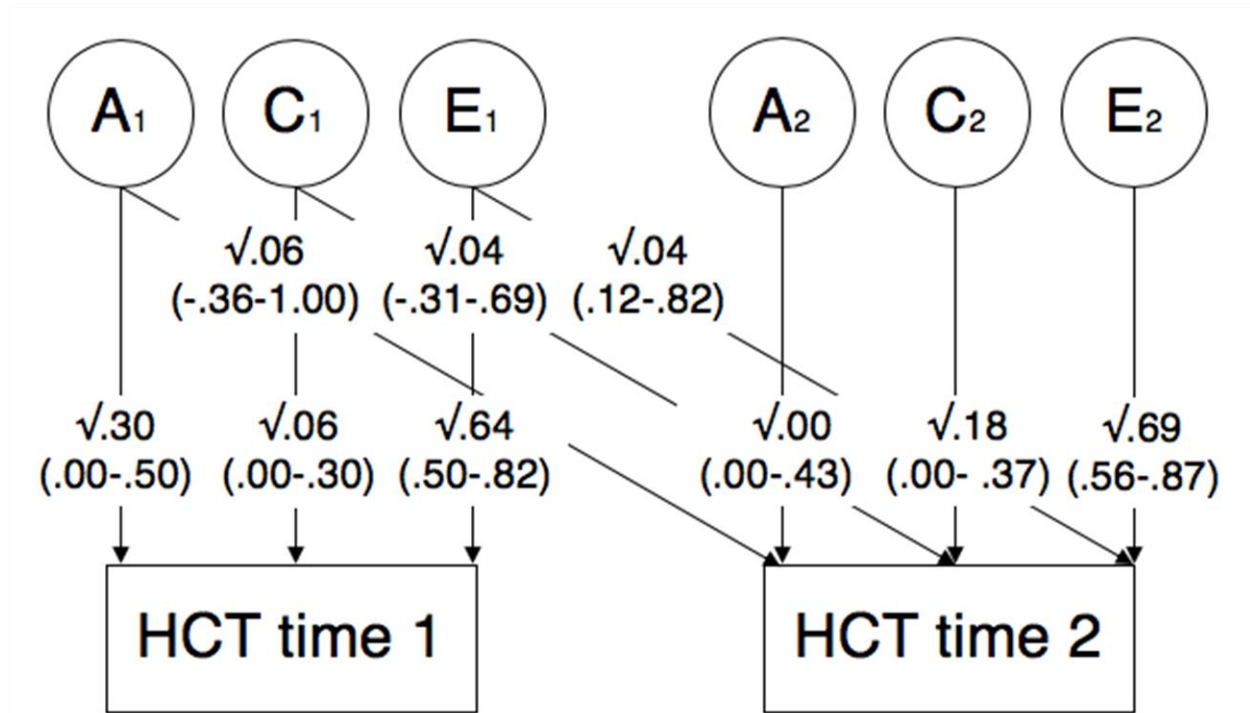 A1 C1 E1 A2 C2 E2
√.06 √.04 √.04
(-.36-1.00) (-.31-.69) (.12-.82)
√.30 √.06 √.64 √.00 √.18 √.69
(.00-.50) (.00-.30) (.50-.82) (.00-.43) (.00- .37) (.56-.87)
HCT time 1 HCT time 2